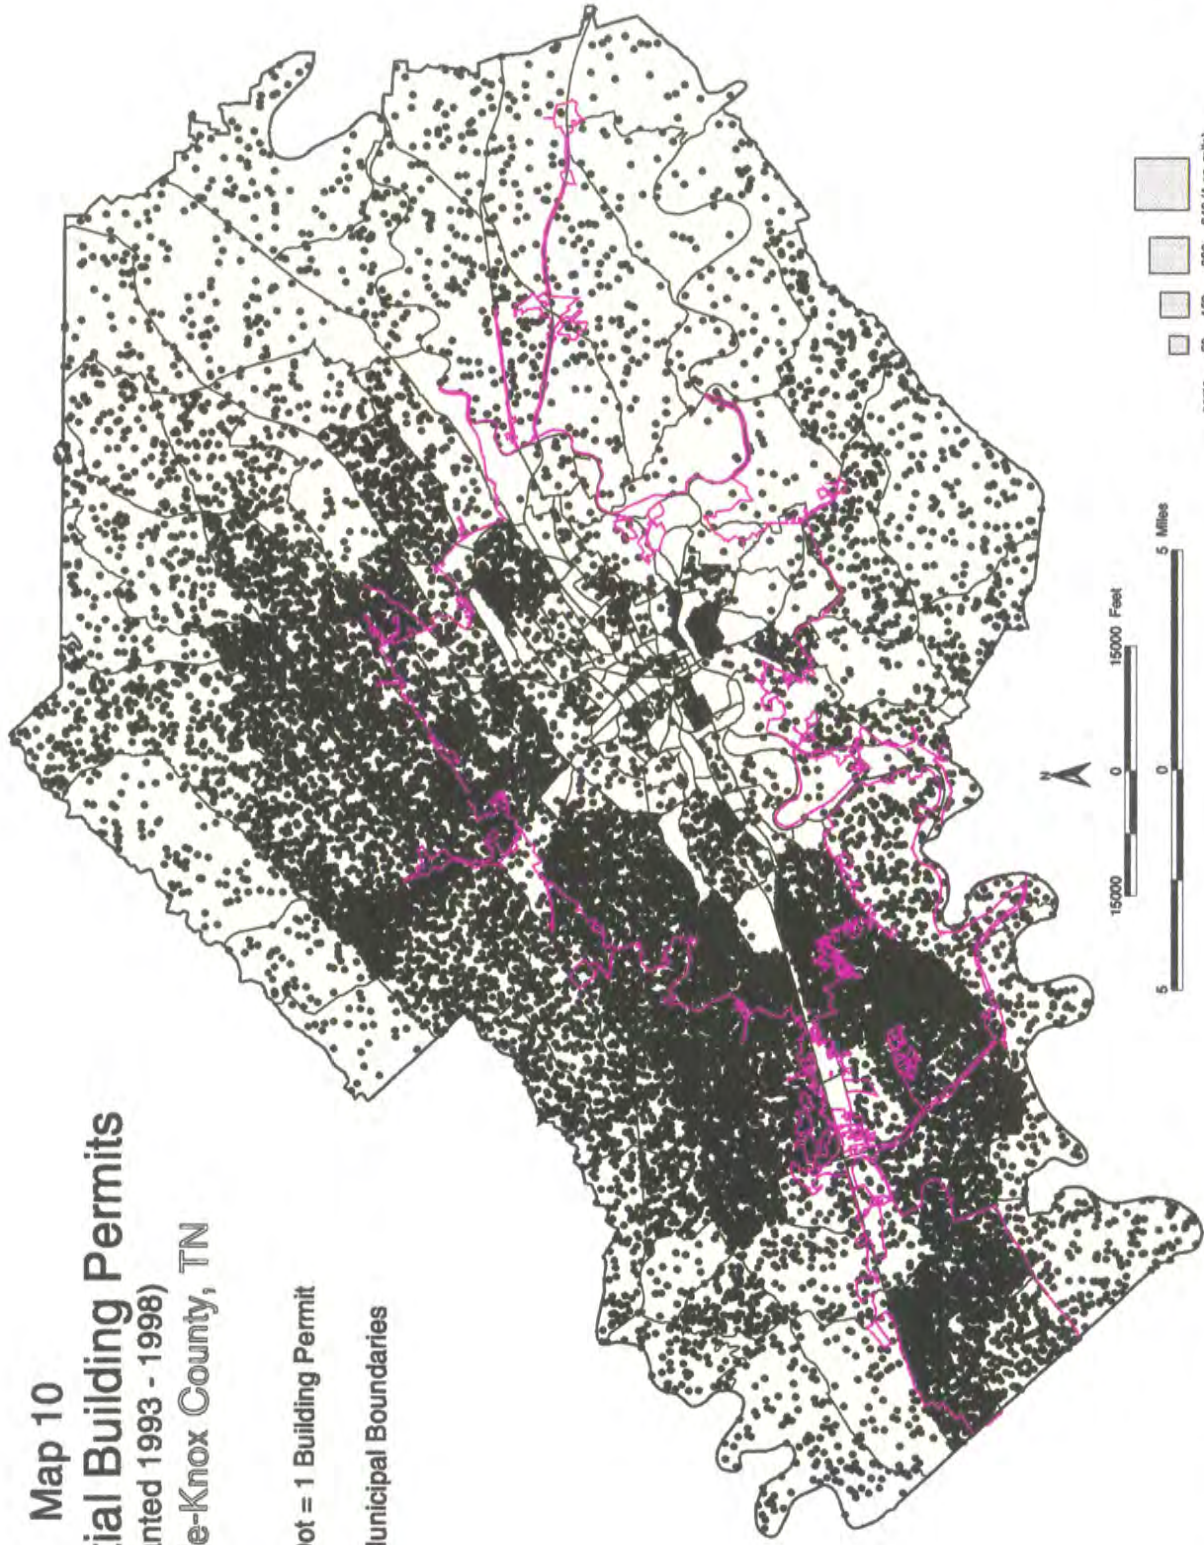 Map 10
ial Building Permits
nted 1993 - 1998)
e-Knox County, TN
ot = 1 Building Permit
unicipal Boundaries
N
15000 0 15000 Feet
5 0 5 Miles